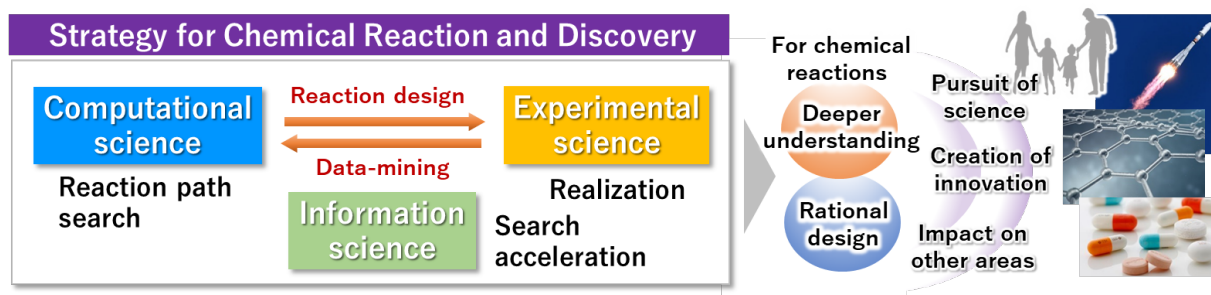 Strategy for Chemical Reaction and Discovery
Computational
science
Reaction path
search
Reaction design
Data-mining
Experimental
science
Realization
Information
science
Search
acceleration
For chemical
reactions
Deeper
understanding
Rational
design
Pursuit of
science
Creation of
innovation
Impact on
other areas